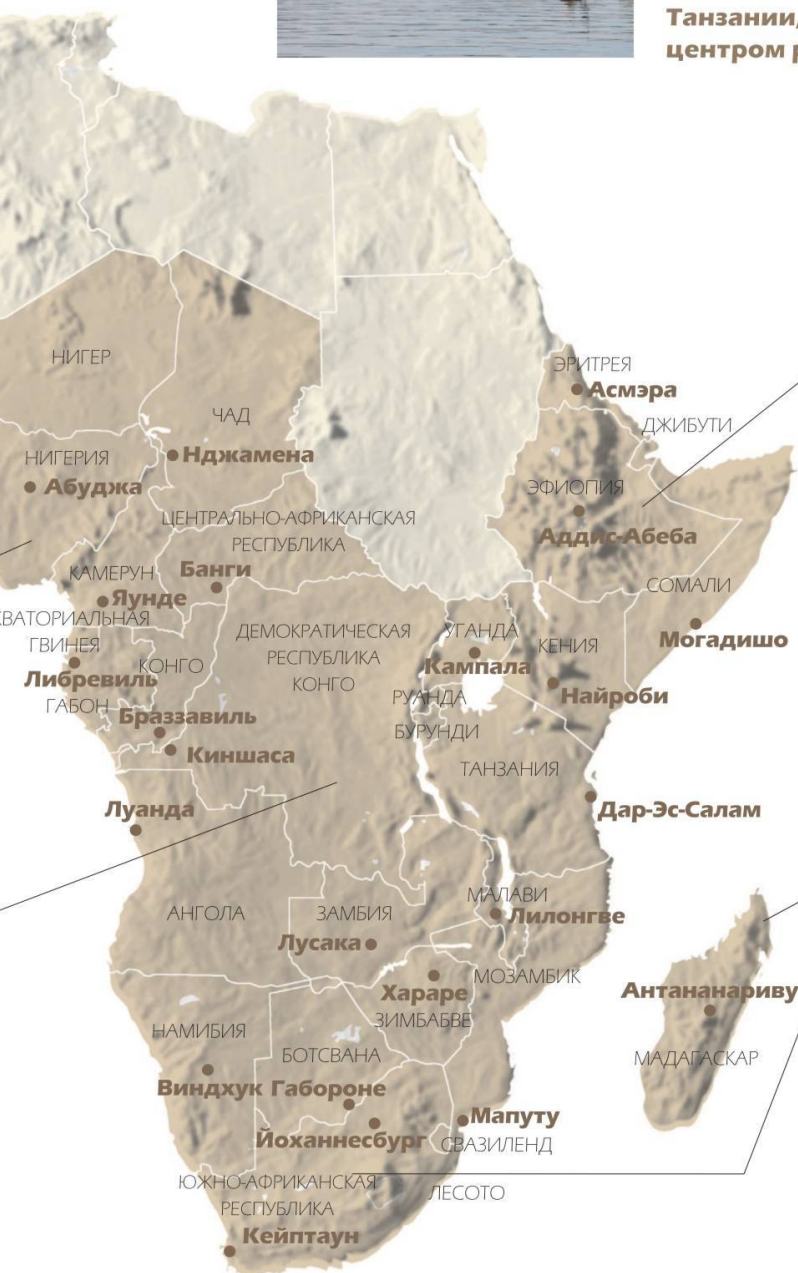 Танзании,
центром р
НИГЕР
ЧАД
ЭРИТРЕЯ
Асмэра
ДЖИБУТИ
НИГЕРИЯ
Нджамена
Абуджа
ЭФИОПИЯ
ЦЕНТРАЛЬНО-АФРИКАНСКАЯ
РЕСПУБЛИКА
Аддис-Абеба
КАМЕРУН
Банги
СОМАЛИ
Яунде
КВАТОРИАЛЬНАЯ
ГВИНЕЯ
ДЕМОКРАТИЧЕСКАЯ
РЕСПУБЛИКА
КОНГО
УГАНДА
КЕНИЯ
Могадишо
Либревиль
КОНГО
Кампала
Найроби
ГАБОН
РУАНДА
Браззавиль
БУРУНДИ
Киншаса
ТАНЗАНИЯ
Луанда
Дар-Эс-Салам
АНГОЛА
ЗАМБИЯ
МАЛАВИ
Лилонгве
Лусака
МОЗАМБИК
Хараре
ЗИМБАБВЕ
Антананариву
НАМИБИЯ
БОТСВАНА
МАДАГАСКАР
Виндхук
Габороне
Мапуту
Йоханнесбург
СВАЗИЛЕНД
ЮЖНО-АФРИКАНСКАЯ
РЕСПУБЛИКА
ЛЕСОТО
Кейптаун